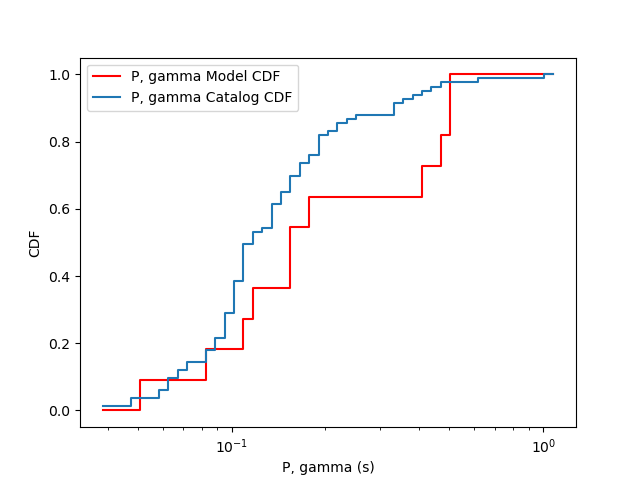 P, gamma Model CDF
P, gamma Catalog CDF
1.0
0.8
0.6
0.4
0.2
0.0
CDF
10⁻¹ 10⁰
P, gamma (s)